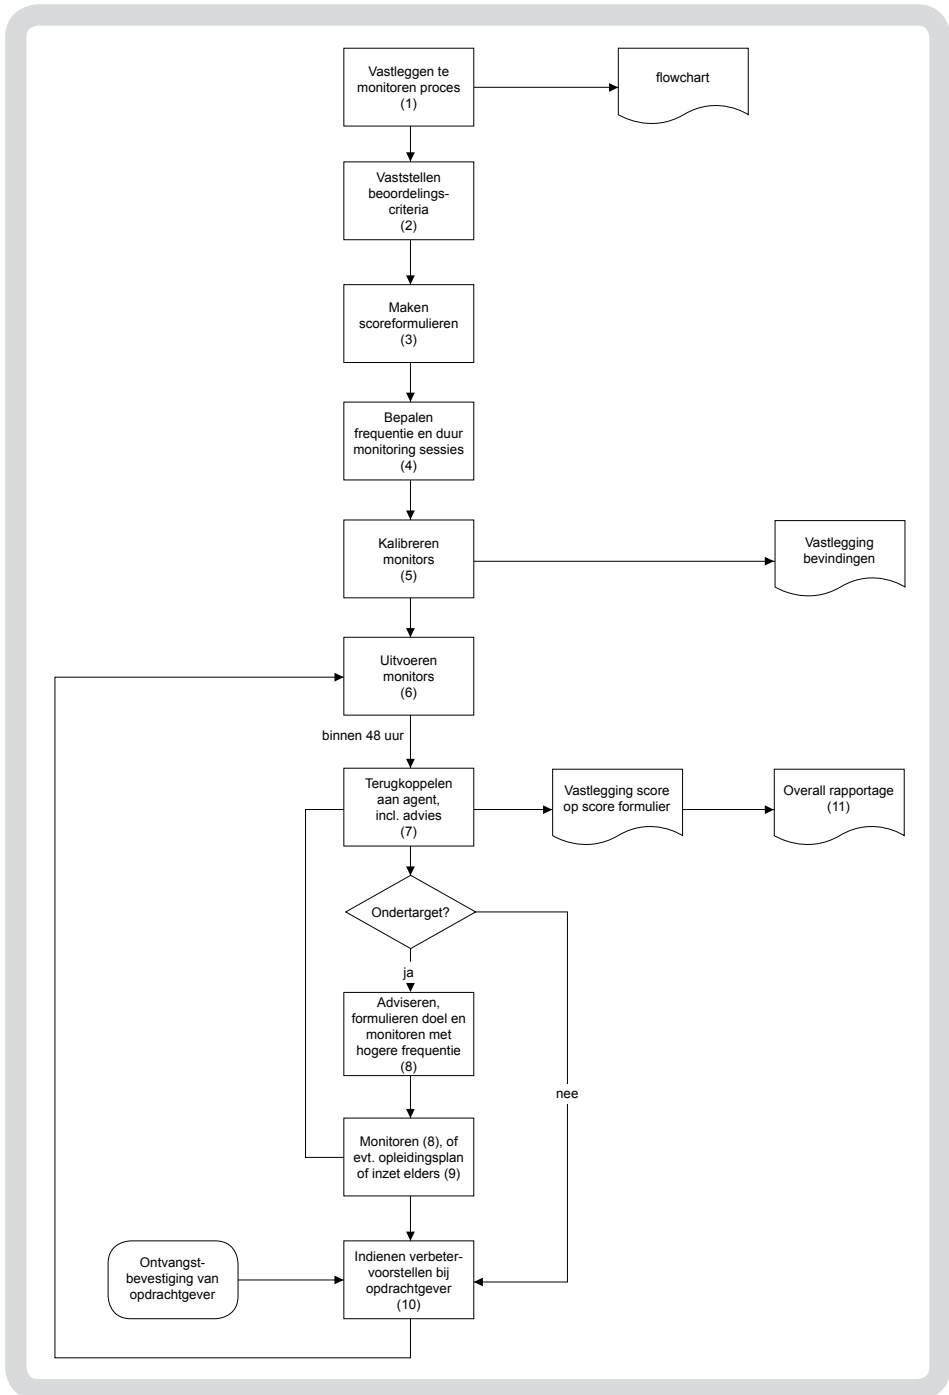 Vastleggen te
monitoren proces
(1)
flowchart
Vaststellen
beoordelings-
criteria
(2)
Maken
scoreformulieren
(3)
Bepalen
frequentie en duur
monitoring sessies
(4)
Kalibreren
monitors
(5)
Vastlegging
bevindingen
Uitvoeren
monitors
(6)
binnen 48 uur
Terugkoppelen
aan agent,
incl. advies
(7)
Vastlegging score
op score formulier
Overall rapportage
(11)
Ondertarget?
ja
Adviseren,
formulieren doel en
monitoren met
hogere frequentie
(8)
nee
Monitoren (8), of
evt. opleidingsplan
of inzet elders (9)
Ontvangst-
bevestiging van
opdrachtgever
Indienen verbeter-
voorstellen bij
opdrachtgever
(10)